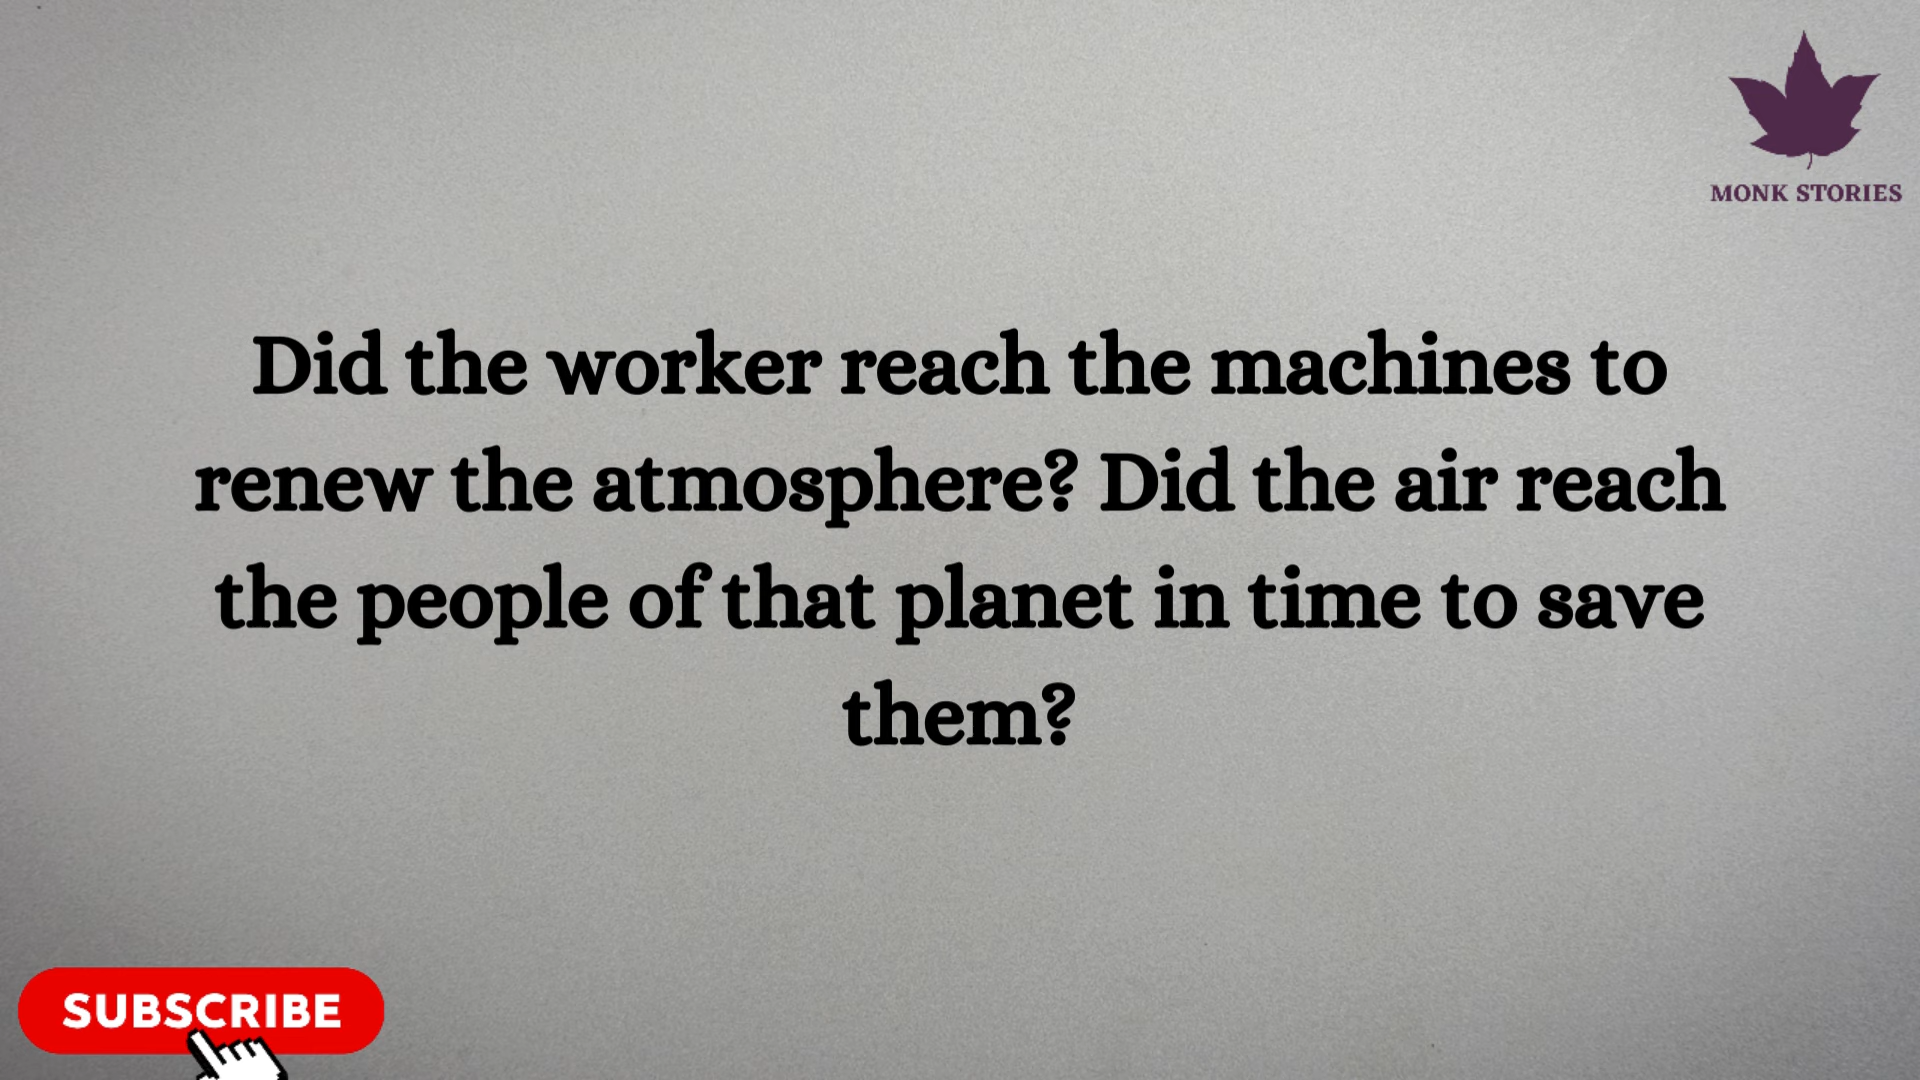 MONK STORIES
Did the worker reach the machines to
renew the atmosphere? Did the air reach
the people of that planet in time to save
them?
SUBSCRIBE